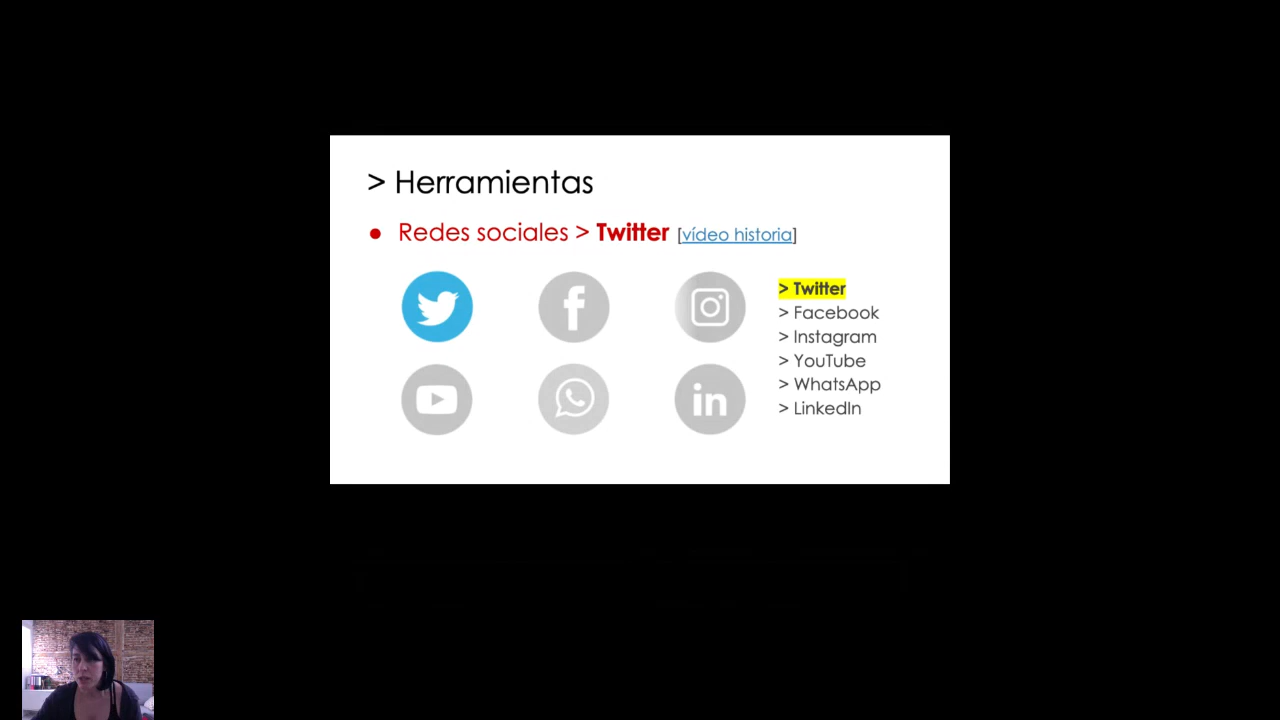 > Herramientas
● Redes sociales > Twitter [vídeo historia]
> Twitter
> Facebook
> Instagram
> YouTube
> WhatsApp
> LinkedIn